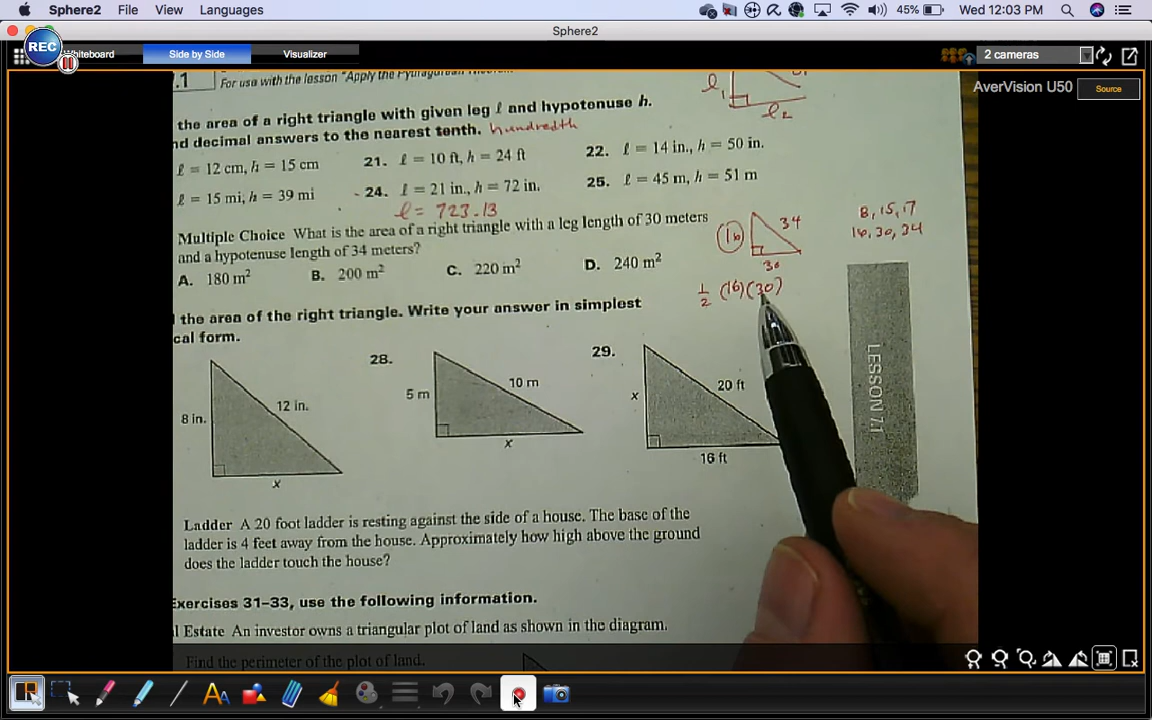 Sphere2 File View Languages 45% Wed 12:03 PM
Sphere2
REC Whiteboard Side by Side Visualizer 2 cameras
AverVision U50 Source
.1 For use with the lesson "Apply the Pythagorean
ℓ1
ℓ2
the area of a right triangle with given leg ℓ and hypotenuse h.
nd decimal answers to the nearest tenth. hundredth
ℓ = 12 cm, h = 15 cm 21. ℓ = 10 ft, h = 24 ft 22. ℓ = 14 in., h = 50 in.
ℓ = 15 mi, h = 39 mi 24. ℓ = 21 in., h = 72 in. 25. ℓ = 45 m, h = 51 m
ℓ = 723.13
Multiple Choice What is the area of a right triangle with a leg length of 30 meters
and a hypotenuse length of 34 meters?
A. 180 m² B. 200 m² C. 220 m² D. 240 m²
16 34
30
8, 15, 17
16, 30, 34
1/2 (16)(30)
the area of the right triangle. Write your answer in simplest
cal form.
8 in. 12 in. x
28. 5 m 10 m x
29. x 20 ft 16 ft
LESSON 7.1
Ladder A 20 foot ladder is resting against the side of a house. The base of the
ladder is 4 feet away from the house. Approximately how high above the ground
does the ladder touch the house?
Exercises 31–33, use the following information.
l Estate An investor owns a triangular plot of land as shown in the diagram.
Find the perimeter of the plot of land.